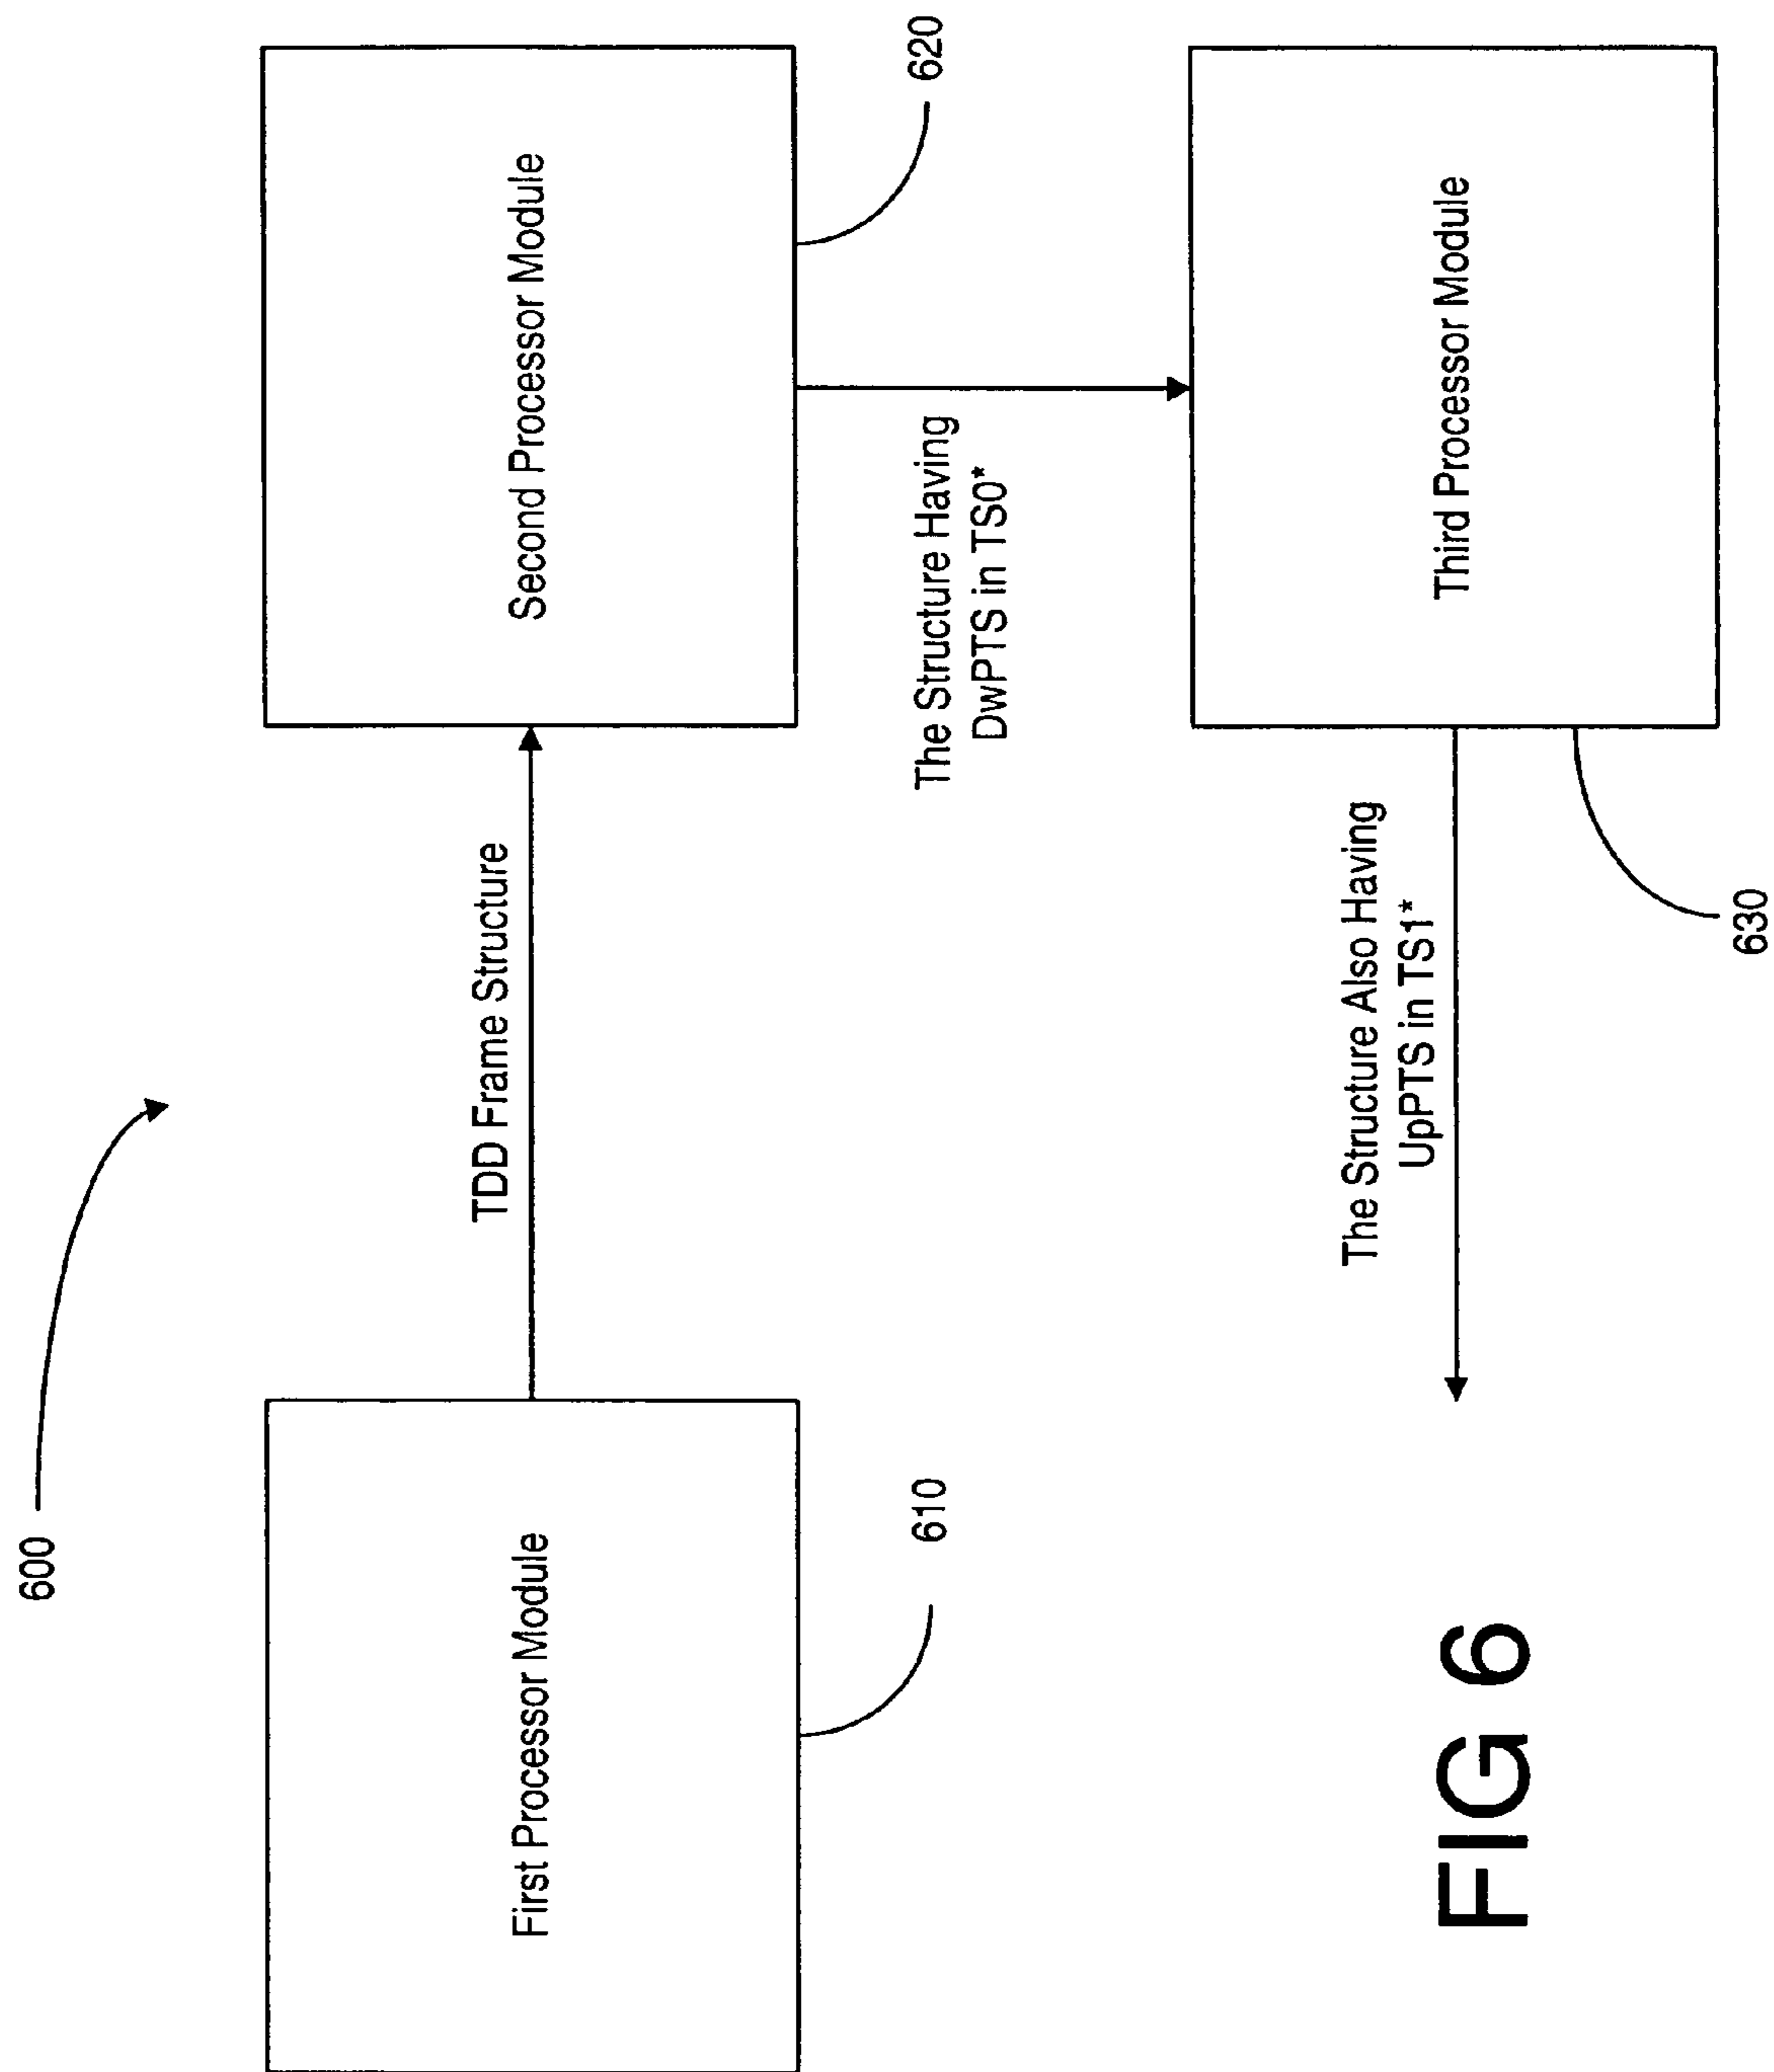 600
First Processor Module
610
TDD Frame Structure
Second Processor Module
620
The Structure Having
DwPTS in TS0*
Third Processor Module
630
The Structure Also Having
UpPTS in TS1*
FIG 6